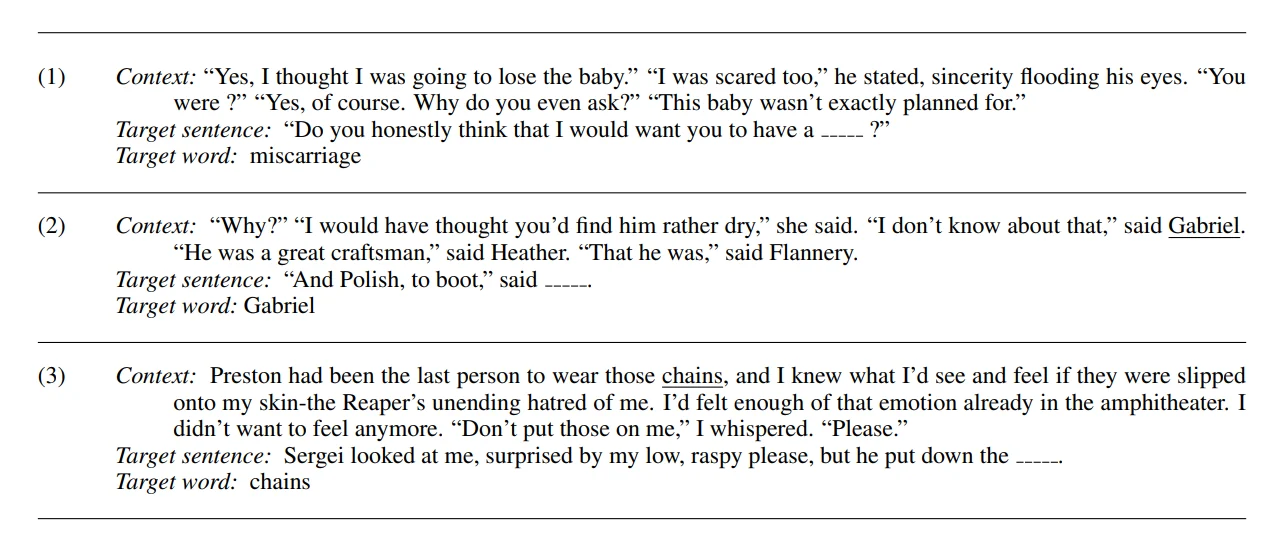 (1) Context: “Yes, I thought I was going to lose the baby.” “I was scared too,” he stated, sincerity flooding his eyes. “You
were ?” “Yes, of course. Why do you even ask?” “This baby wasn’t exactly planned for.”
Target sentence: “Do you honestly think that I would want you to have a _____ ?”
Target word: miscarriage
(2) Context: “Why?” “I would have thought you’d find him rather dry,” she said. “I don’t know about that,” said Gabriel.
“He was a great craftsman,” said Heather. “That he was,” said Flannery.
Target sentence: “And Polish, to boot,” said _____.
Target word: Gabriel
(3) Context: Preston had been the last person to wear those chains, and I knew what I’d see and feel if they were slipped
onto my skin-the Reaper’s unending hatred of me. I’d felt enough of that emotion already in the amphitheater. I
didn’t want to feel anymore. “Don’t put those on me,” I whispered. “Please.”
Target sentence: Sergei looked at me, surprised by my low, raspy please, but he put down the _____.
Target word: chains